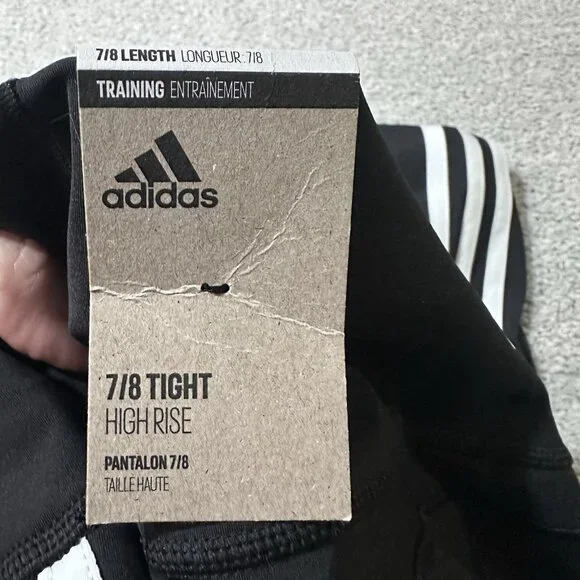 7/8 LENGTH LONGUEUR: 7/8
TRAINING ENTRAÎNEMENT
adidas
7/8 TIGHT
HIGH RISE
PANTALON 7/8
TAILLE HAUTE